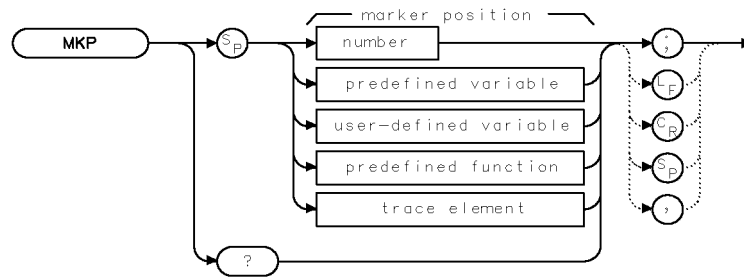 marker position
MKP
SP
number
;
predefined variable
LF
user-defined variable
CR
predefined function
SP
trace element
,
?